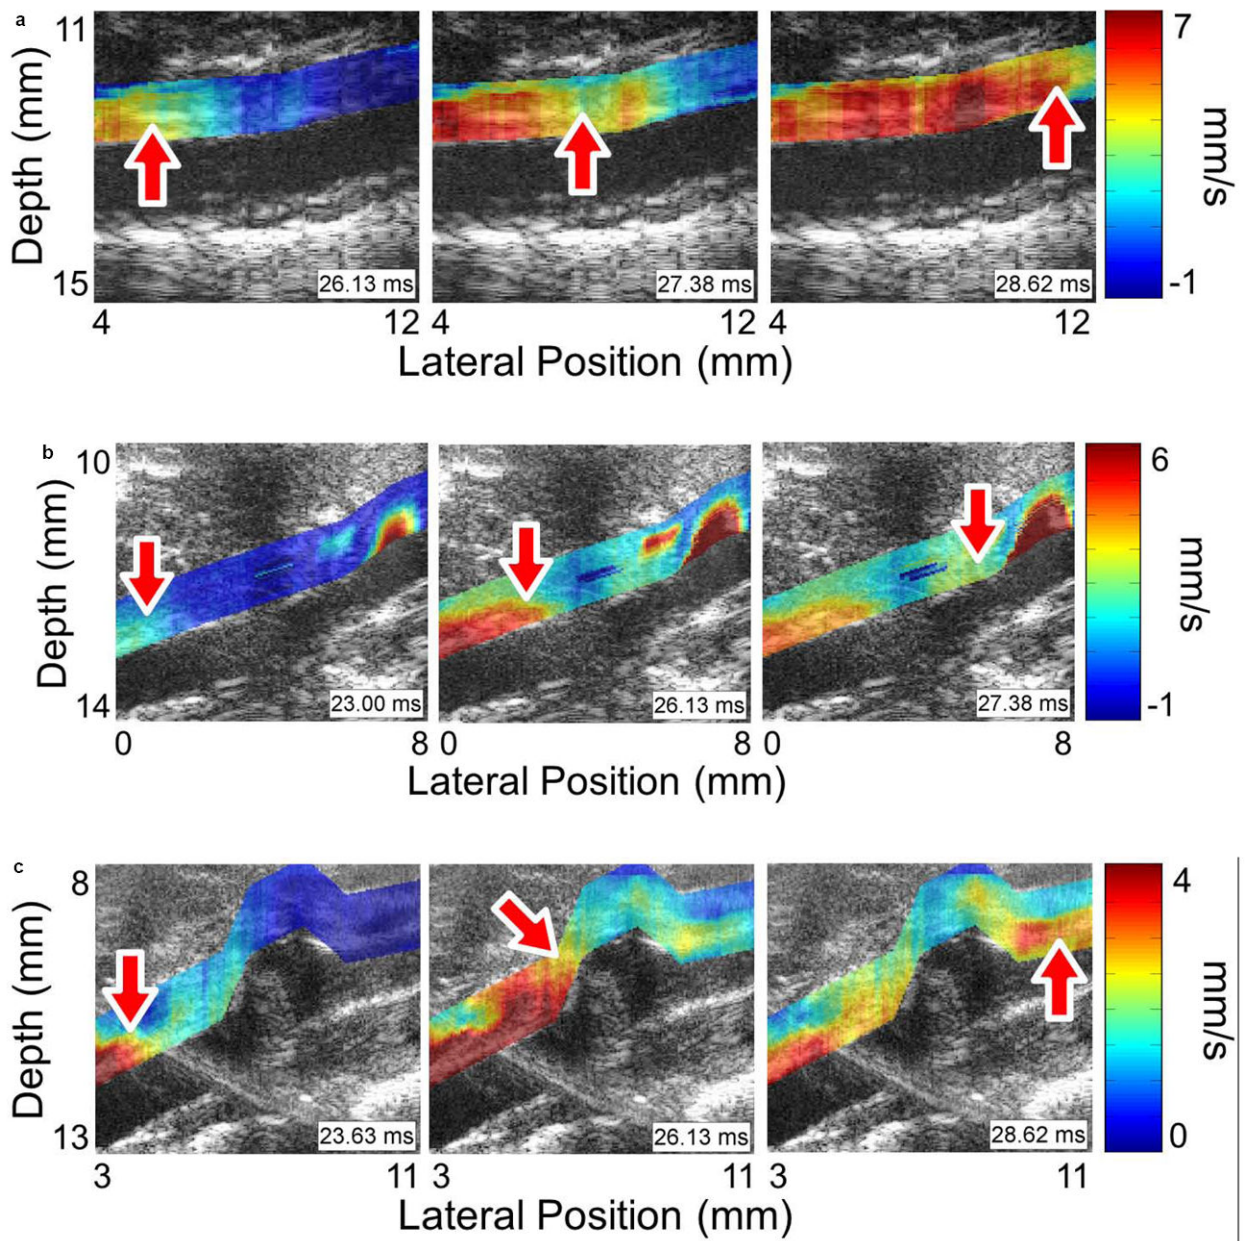 a
11
Depth (mm)
15
26.13 ms
27.38 ms
28.62 ms
7
mm/s
-1
4 12 4 12 4 12
Lateral Position (mm)
b
10
Depth (mm)
14
23.00 ms
26.13 ms
27.38 ms
6
mm/s
-1
0 8 0 8 0 8
Lateral Position (mm)
c
8
Depth (mm)
13
23.63 ms
26.13 ms
28.62 ms
4
mm/s
0
3 11 3 11 3 11
Lateral Position (mm)